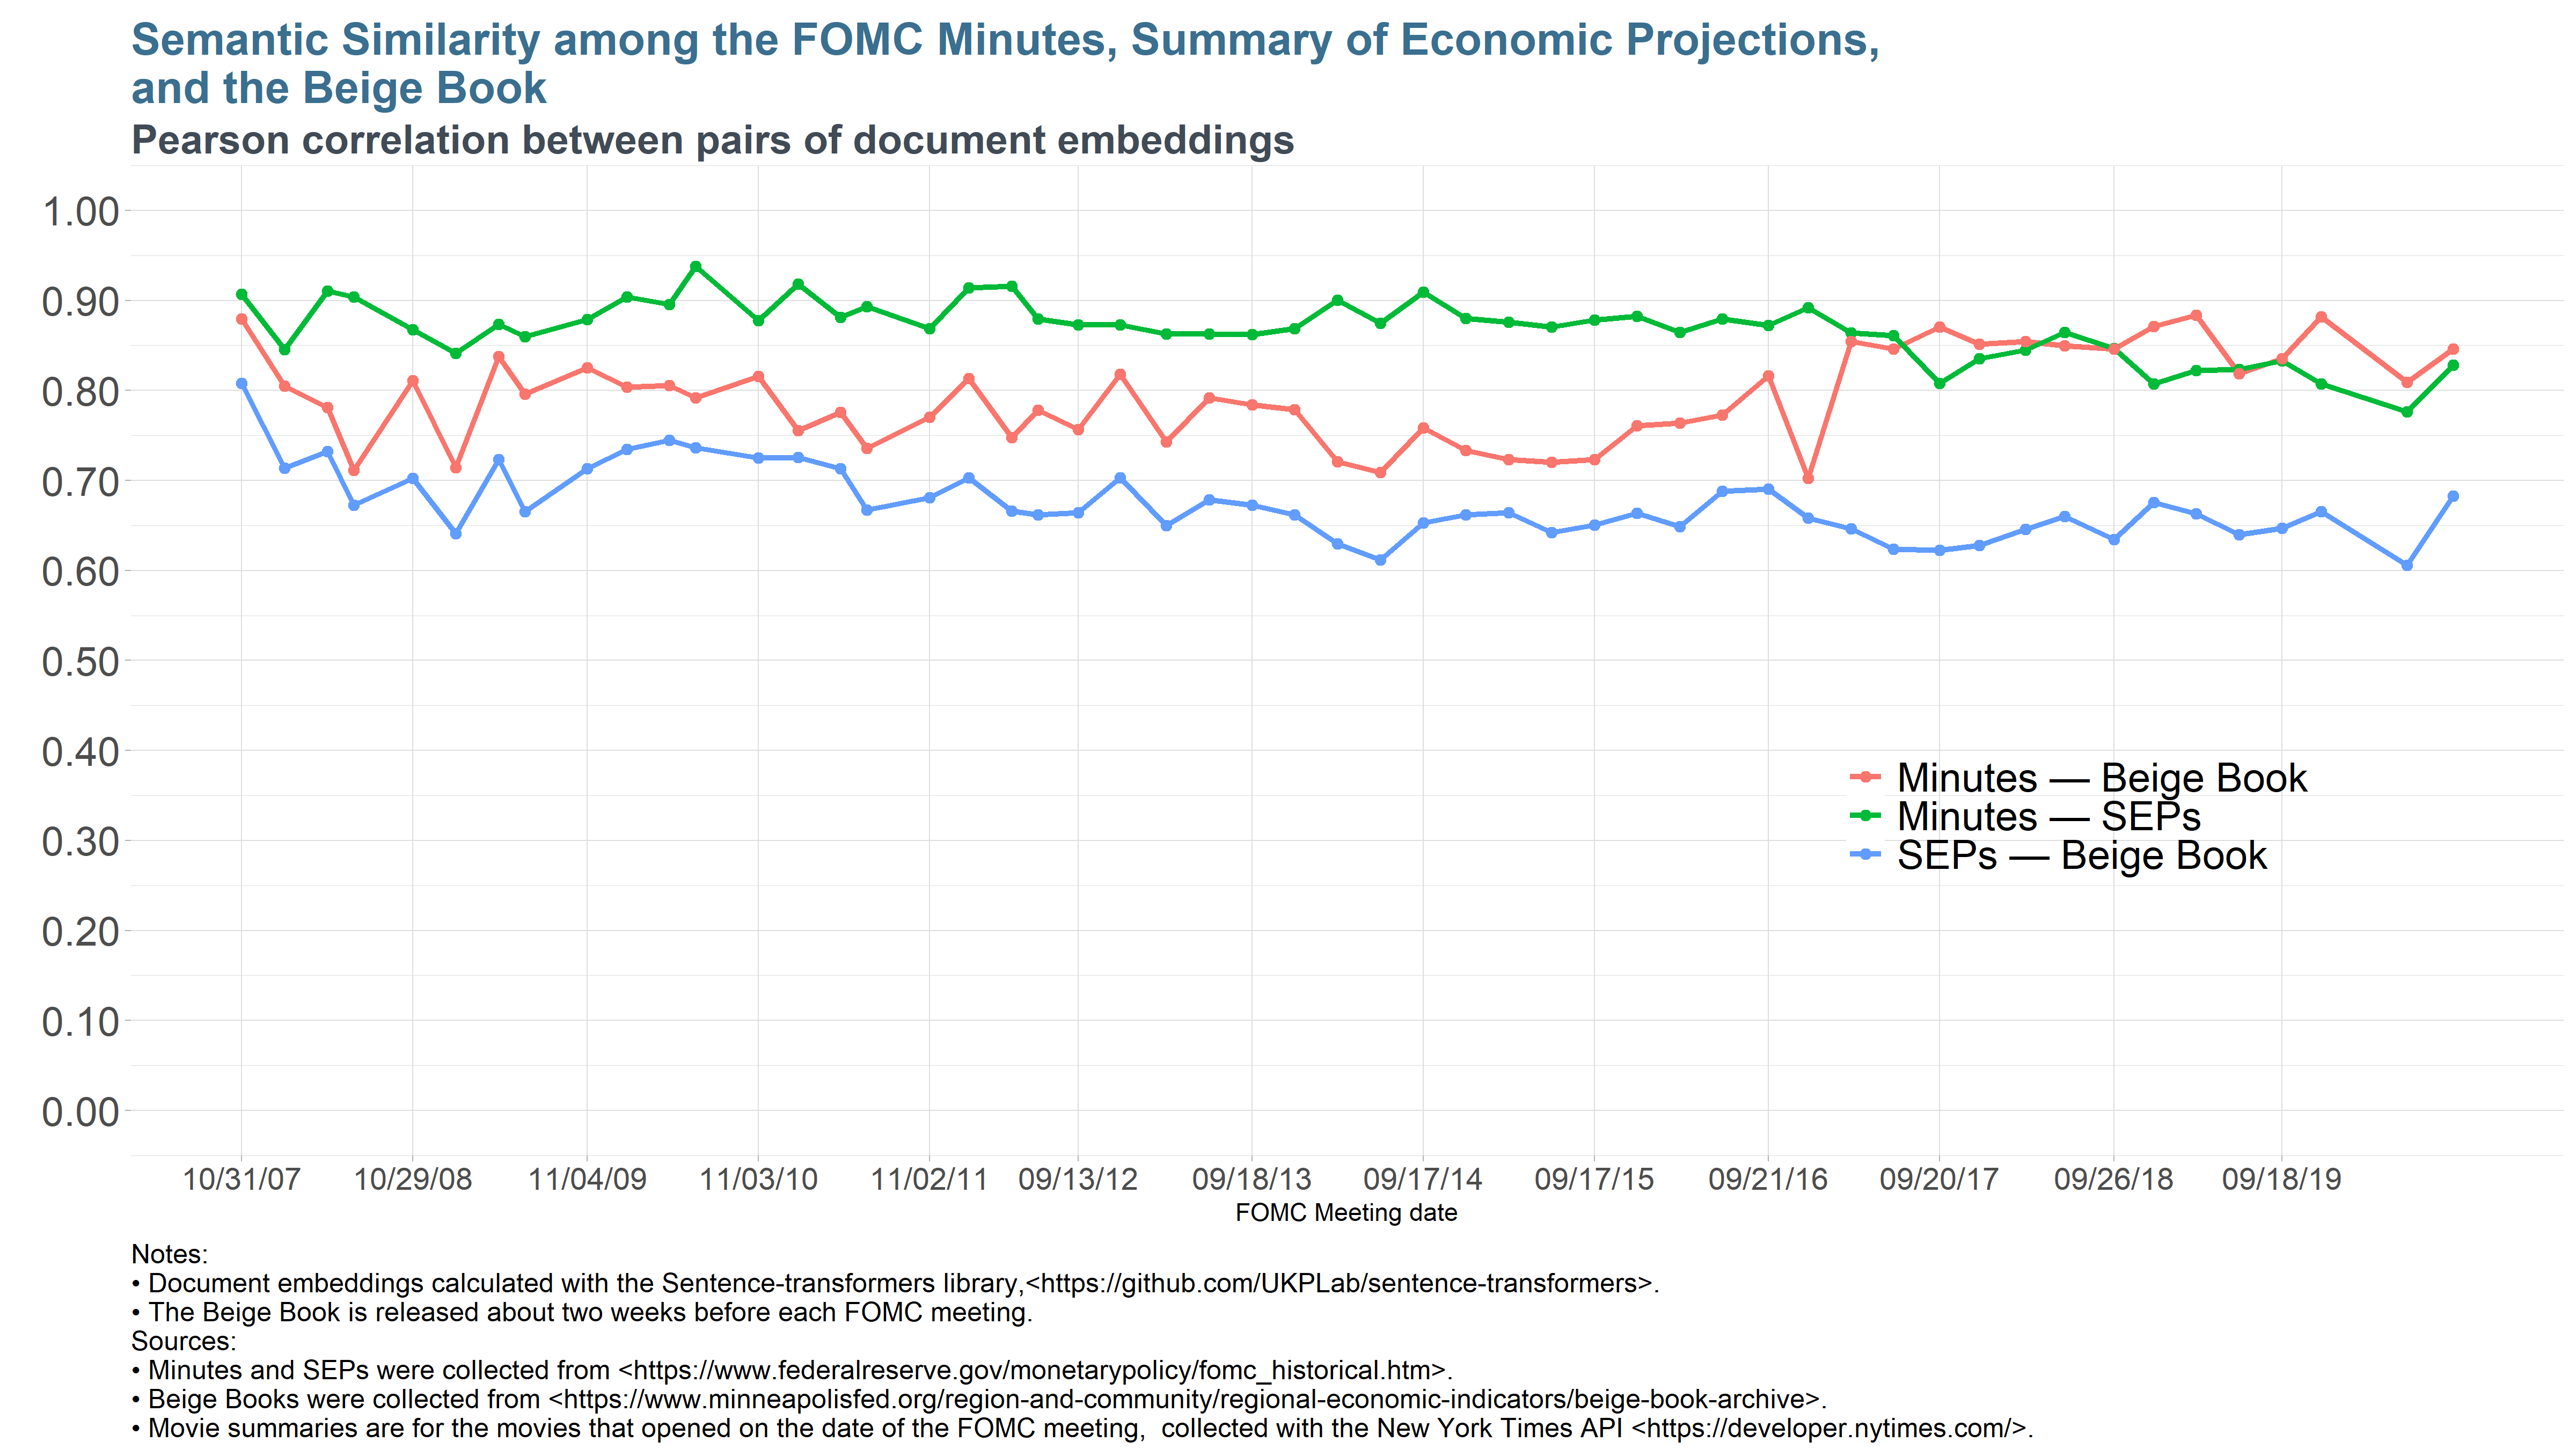 Semantic Similarity among the FOMC Minutes, Summary of Economic Projections,
and the Beige Book
Pearson correlation between pairs of document embeddings
1.00
0.90
0.80
0.70
0.60
0.50
0.40
0.30
0.20
0.10
0.00
Minutes — Beige Book
Minutes — SEPs
SEPs — Beige Book
10/31/07 10/29/08 11/04/09 11/03/10 11/02/11 09/13/12 09/18/13 09/17/14 09/17/15 09/21/16 09/20/17 09/26/18 09/18/19
FOMC Meeting date
Notes:
• Document embeddings calculated with the Sentence-transformers library,<https://github.com/UKPLab/sentence-transformers>.
• The Beige Book is released about two weeks before each FOMC meeting.
Sources:
• Minutes and SEPs were collected from <https://www.federalreserve.gov/monetarypolicy/fomc_historical.htm>.
• Beige Books were collected from <https://www.minneapolisfed.org/region-and-community/regional-economic-indicators/beige-book-archive>.
• Movie summaries are for the movies that opened on the date of the FOMC meeting,  collected with the New York Times API <https://developer.nytimes.com/>.